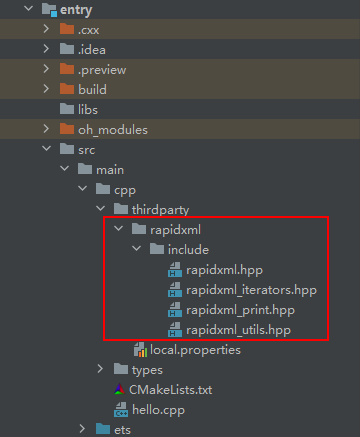 entry
.cxx
.idea
.preview
build
libs
oh_modules
src
main
cpp
thirdparty
rapidxml
include
rapidxml.hpp
rapidxml_iterators.hpp
rapidxml_print.hpp
rapidxml_utils.hpp
local.properties
types
CMakeLists.txt
hello.cpp
ets